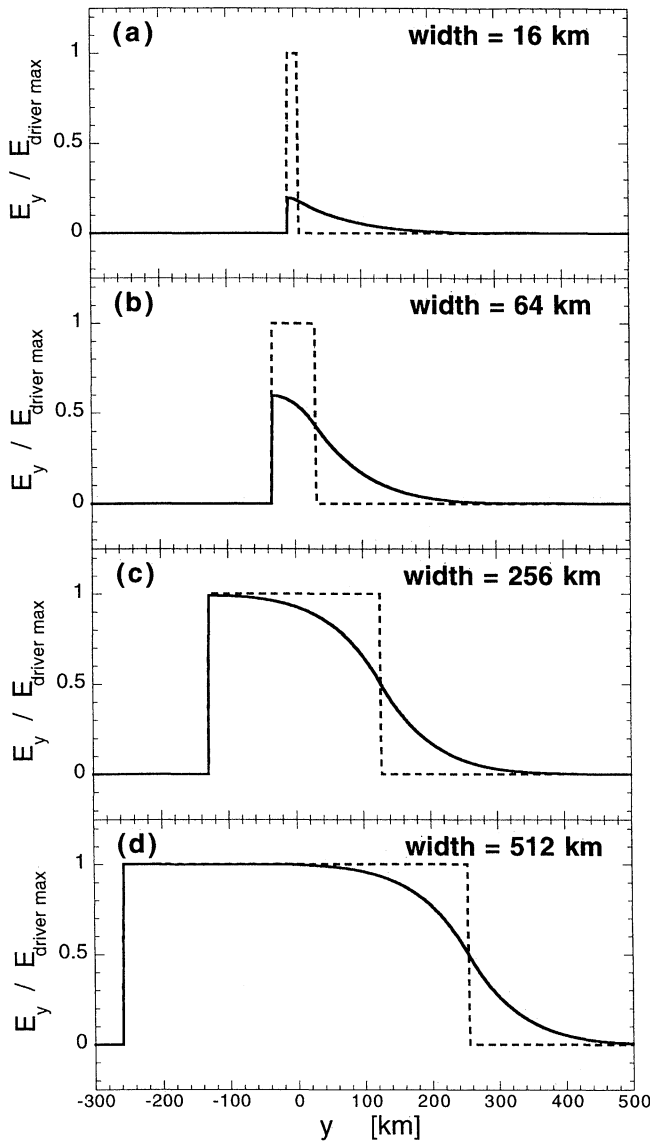 (a) width = 16 km
1
0.5
0
E_y / E_driver max
(b) width = 64 km
1
0.5
0
E_y / E_driver max
(c) width = 256 km
1
0.5
0
E_y / E_driver max
(d) width = 512 km
1
0.5
0
E_y / E_driver max
-300 -200 -100 0 100 200 300 400 500
y [km]